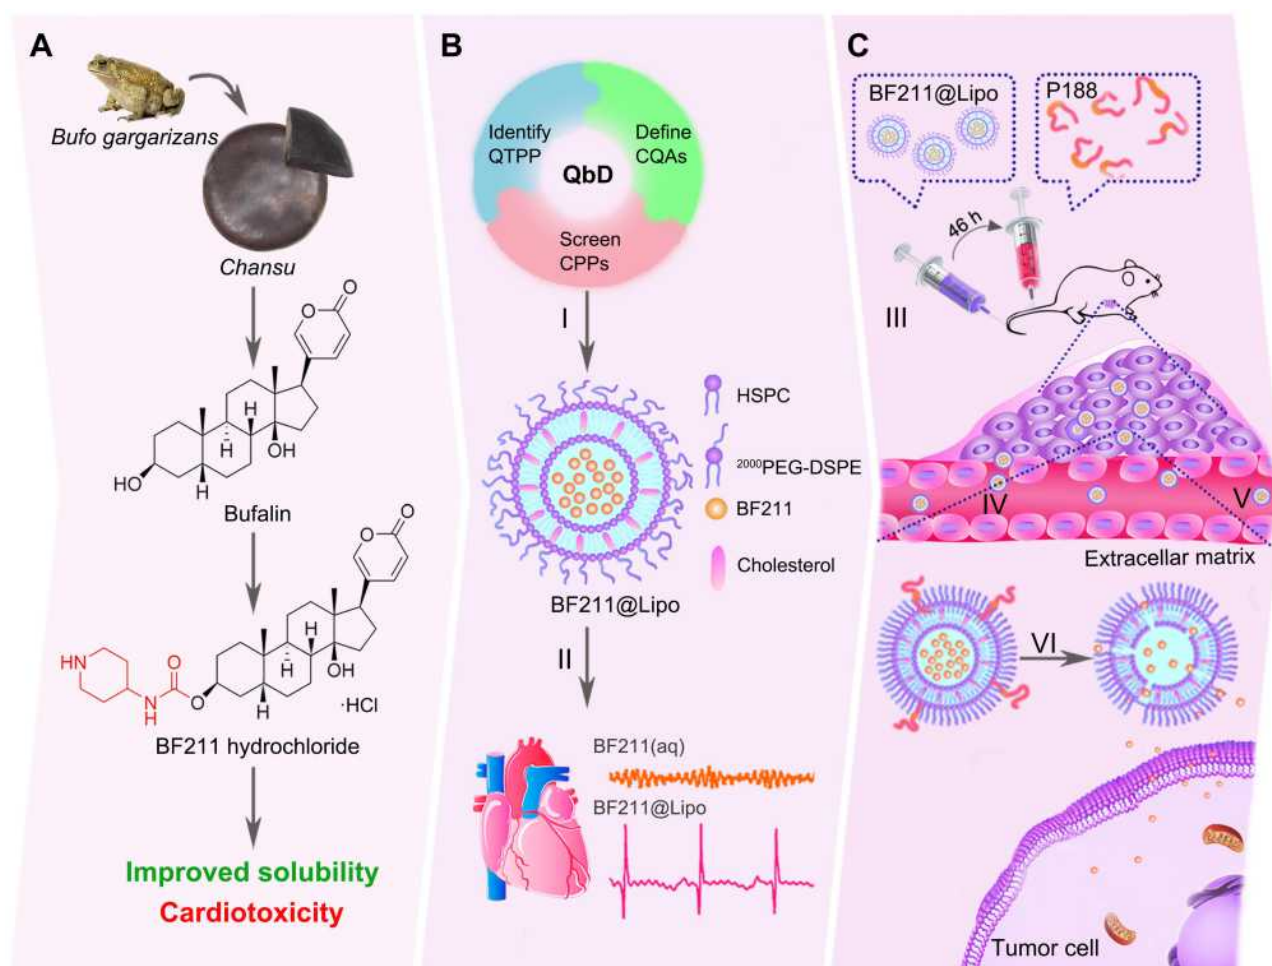 A
Bufo gargarizans
Chansu
O
O
H
OH
H
HO
H
Bufalin
O
O
H
HN
O
H
OH
N
H
O
H
·HCl
BF211 hydrochloride
Improved solubility
Cardiotoxicity
B
Identify
QTPP
Define
CQAs
QbD
Screen
CPPs
I
HSPC
2000PEG-DSPE
BF211
Cholesterol
BF211@Lipo
II
BF211(aq)
BF211@Lipo
C
BF211@Lipo
P188
46 h
III
IV
V
Extracellar matrix
VI
Tumor cell